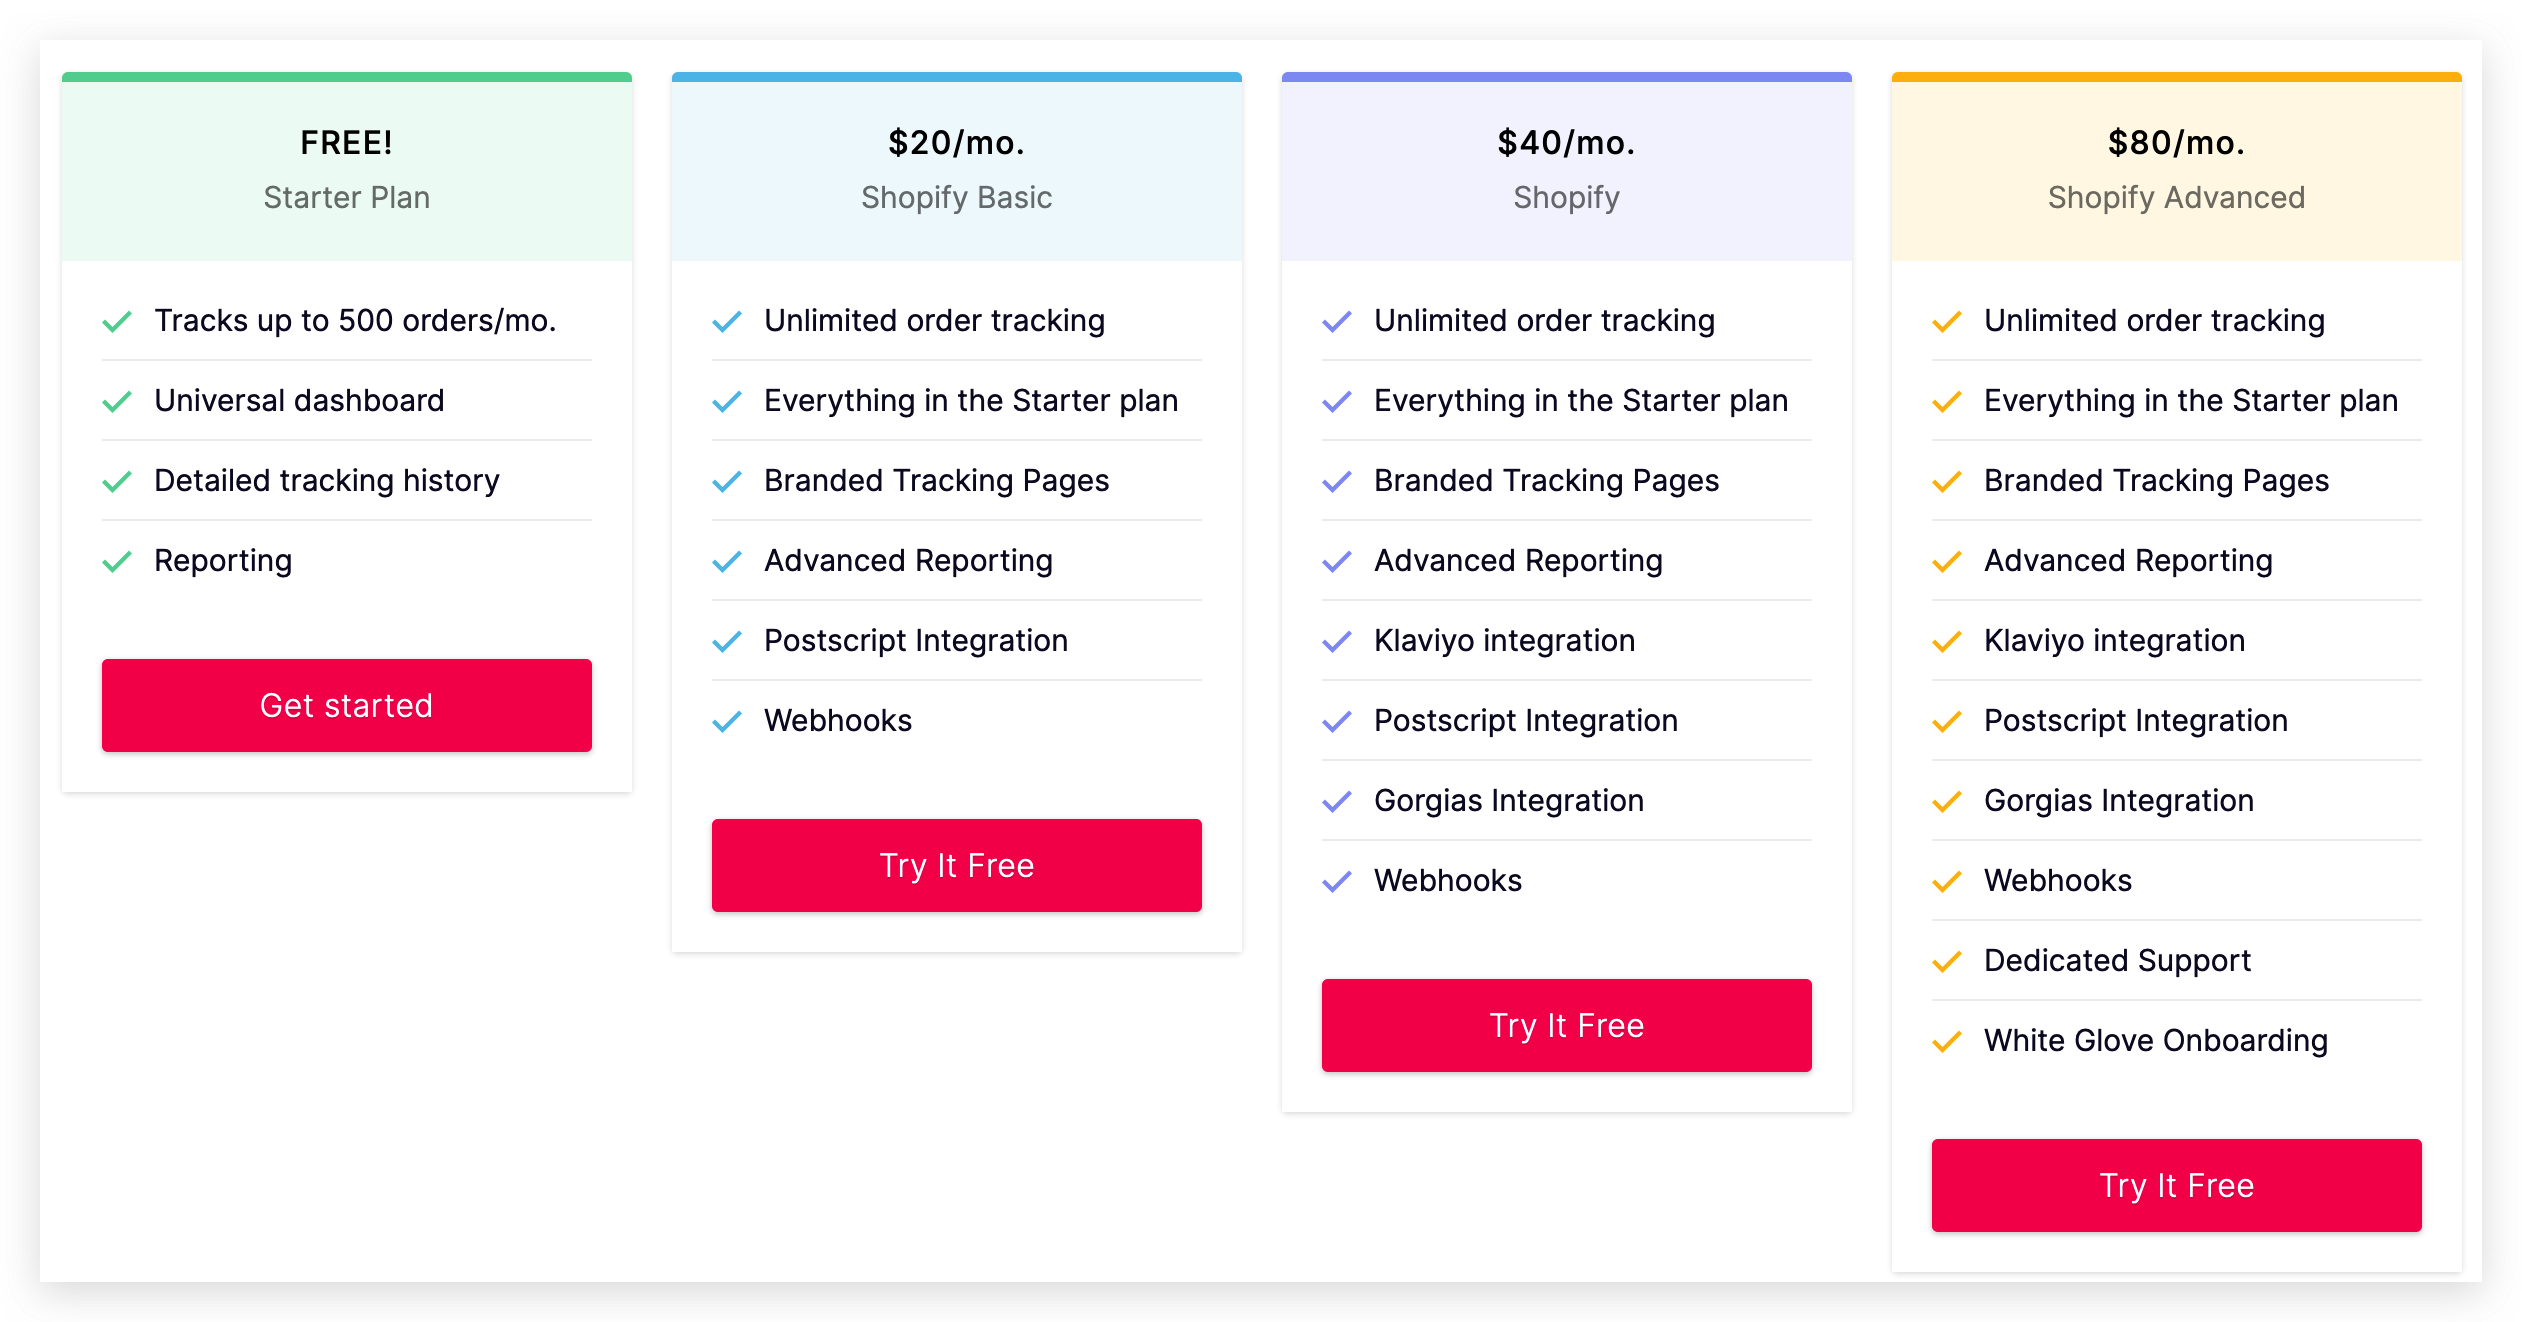 FREE!
Starter Plan
Tracks up to 500 orders/mo.
Universal dashboard
Detailed tracking history
Reporting
Get started
$20/mo.
Shopify Basic
Unlimited order tracking
Everything in the Starter plan
Branded Tracking Pages
Advanced Reporting
Postscript Integration
Webhooks
Try It Free
$40/mo.
Shopify
Unlimited order tracking
Everything in the Starter plan
Branded Tracking Pages
Advanced Reporting
Klaviyo integration
Postscript Integration
Gorgias Integration
Webhooks
Try It Free
$80/mo.
Shopify Advanced
Unlimited order tracking
Everything in the Starter plan
Branded Tracking Pages
Advanced Reporting
Klaviyo integration
Postscript Integration
Gorgias Integration
Webhooks
Dedicated Support
White Glove Onboarding
Try It Free